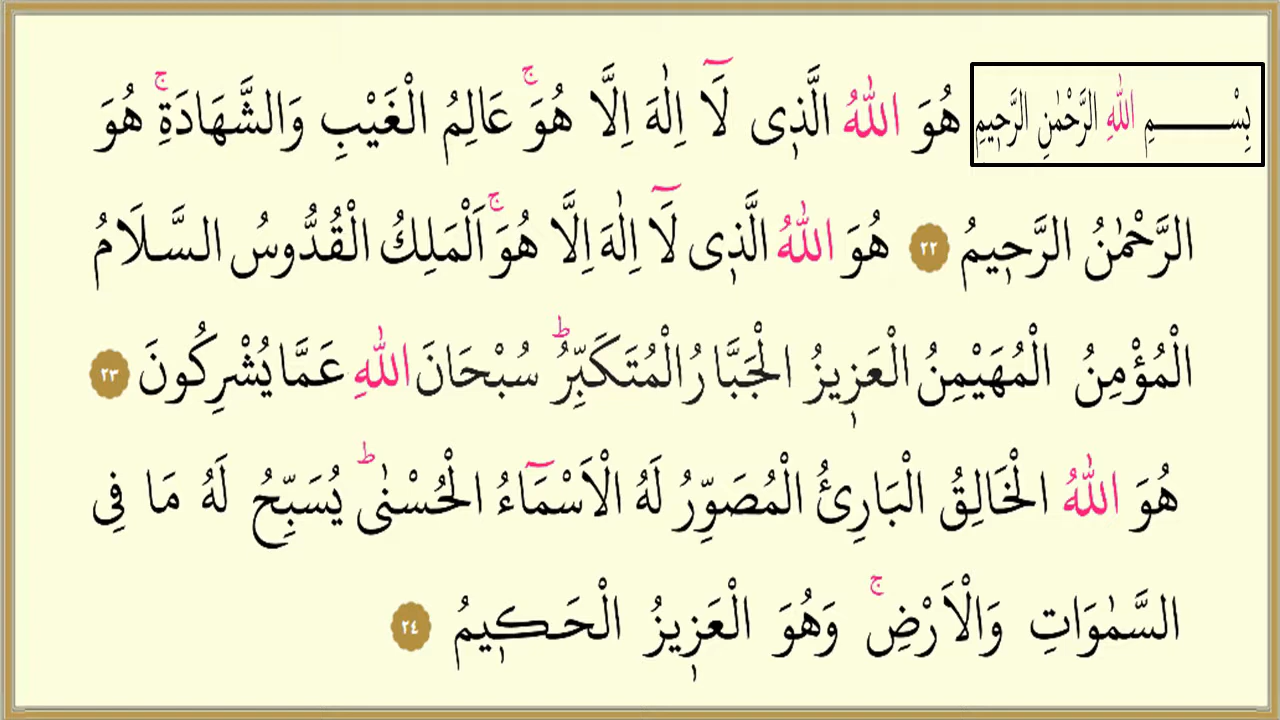 بِسْــــــمِ اللّٰهِ الرَّحْمٰنِ الرَّح۪يمِ هُوَ اللّٰهُ الَّذ۪ى لَٓا اِلٰهَ اِلَّا هُوَۚ عَالِمُ الْغَيْبِ وَالشَّهَادَةِۚ هُوَ
الرَّحْمٰنُ الرَّح۪يمُ ٢٢ هُوَ اللّٰهُ الَّذ۪ى لَٓا اِلٰهَ اِلَّا هُوَۚ اَلْمَلِكُ الْقُدُّوسُ السَّلَامُ
الْمُؤْمِنُ الْمُهَيْمِنُ الْعَز۪يزُ الْجَبَّارُ الْمُتَكَبِّرُۜ سُبْحَانَ اللّٰهِ عَمَّا يُشْرِكُونَ ٢٣
هُوَ اللّٰهُ الْخَالِقُ الْبَارِئُ الْمُصَوِّرُ لَهُ الْاَسْمَٓاءُ الْحُسْنٰىۜ يُسَبِّحُ لَهُ مَا فِى
السَّمٰوَاتِ وَالْاَرْضِۚ وَهُوَ الْعَز۪يزُ الْحَك۪يمُ ٢٤